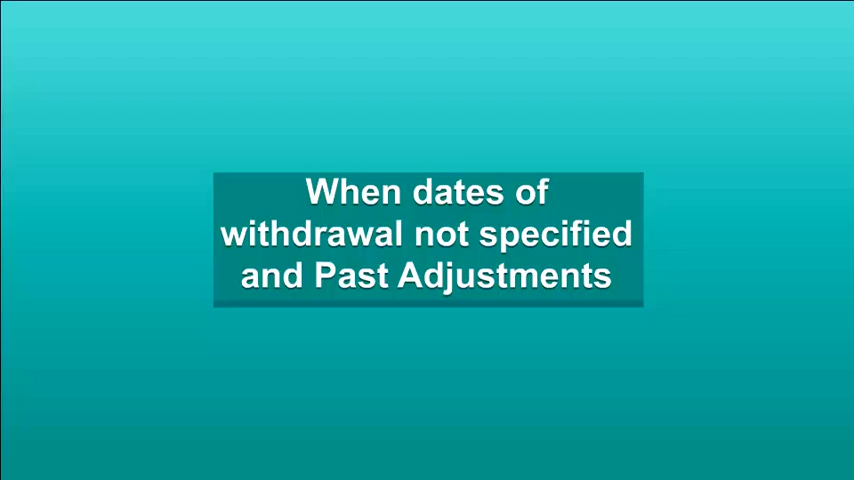 When dates of
withdrawal not specified
and Past Adjustments